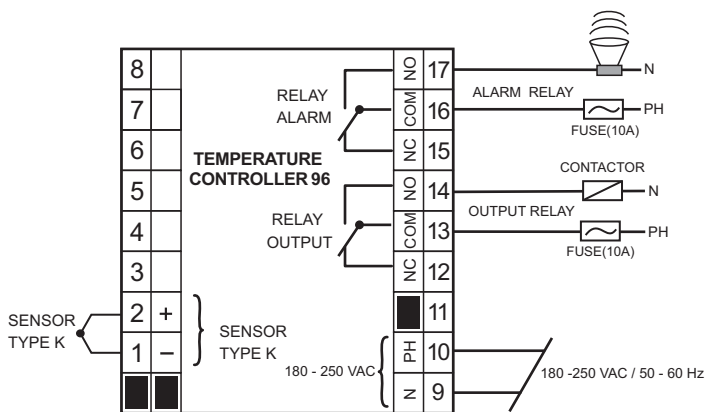 8
7
6
5
4
3
2 +
1 –
SENSOR
TYPE K
SENSOR
TYPE K
TEMPERATURE
CONTROLLER 96
RELAY
ALARM
RELAY
OUTPUT
180 - 250 VAC
NO 17
COM 16
NC 15
NO 14
COM 13
NC 12
11
PH 10
N 9
N
ALARM RELAY
PH
FUSE(10A)
CONTACTOR
N
OUTPUT RELAY
PH
FUSE(10A)
180 -250 VAC / 50 - 60 Hz